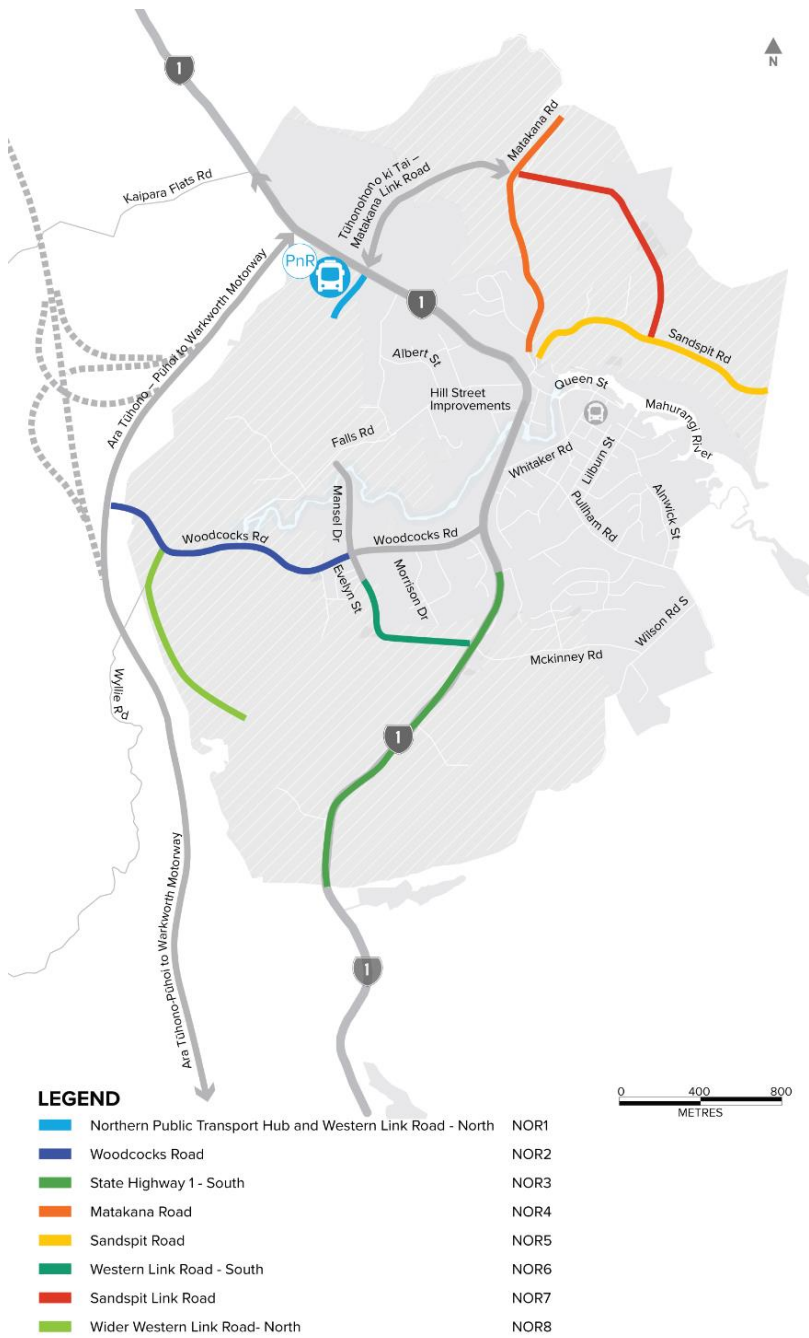 1
N
Matakana Rd
Kaipara Flats Rd
Tūhonohono ki Tai –
Matakana Link Road
PnR
1
Ara Tūhono – Pūhoi to Warkworth Motorway
Sandspit Rd
Albert St
Queen St
Hill Street
Improvements
Mahurangi
River
Falls Rd
Whitaker Rd
Lilburn St
Pullham Rd
Alnwick St
Mansel Dr
Woodcocks Rd
Woodcocks Rd
Evelyn St
Morrison Dr
Wilson Rd S
Mckinney Rd
Wyllie Rd
1
Ara Tūhono-Pūhoi to Warkworth Motorway
1
LEGEND
0 400 800
METRES
Northern Public Transport Hub and Western Link Road - North NOR1
Woodcocks Road NOR2
State Highway 1 - South NOR3
Matakana Road NOR4
Sandspit Road NOR5
Western Link Road - South NOR6
Sandspit Link Road NOR7
Wider Western Link Road- North NOR8